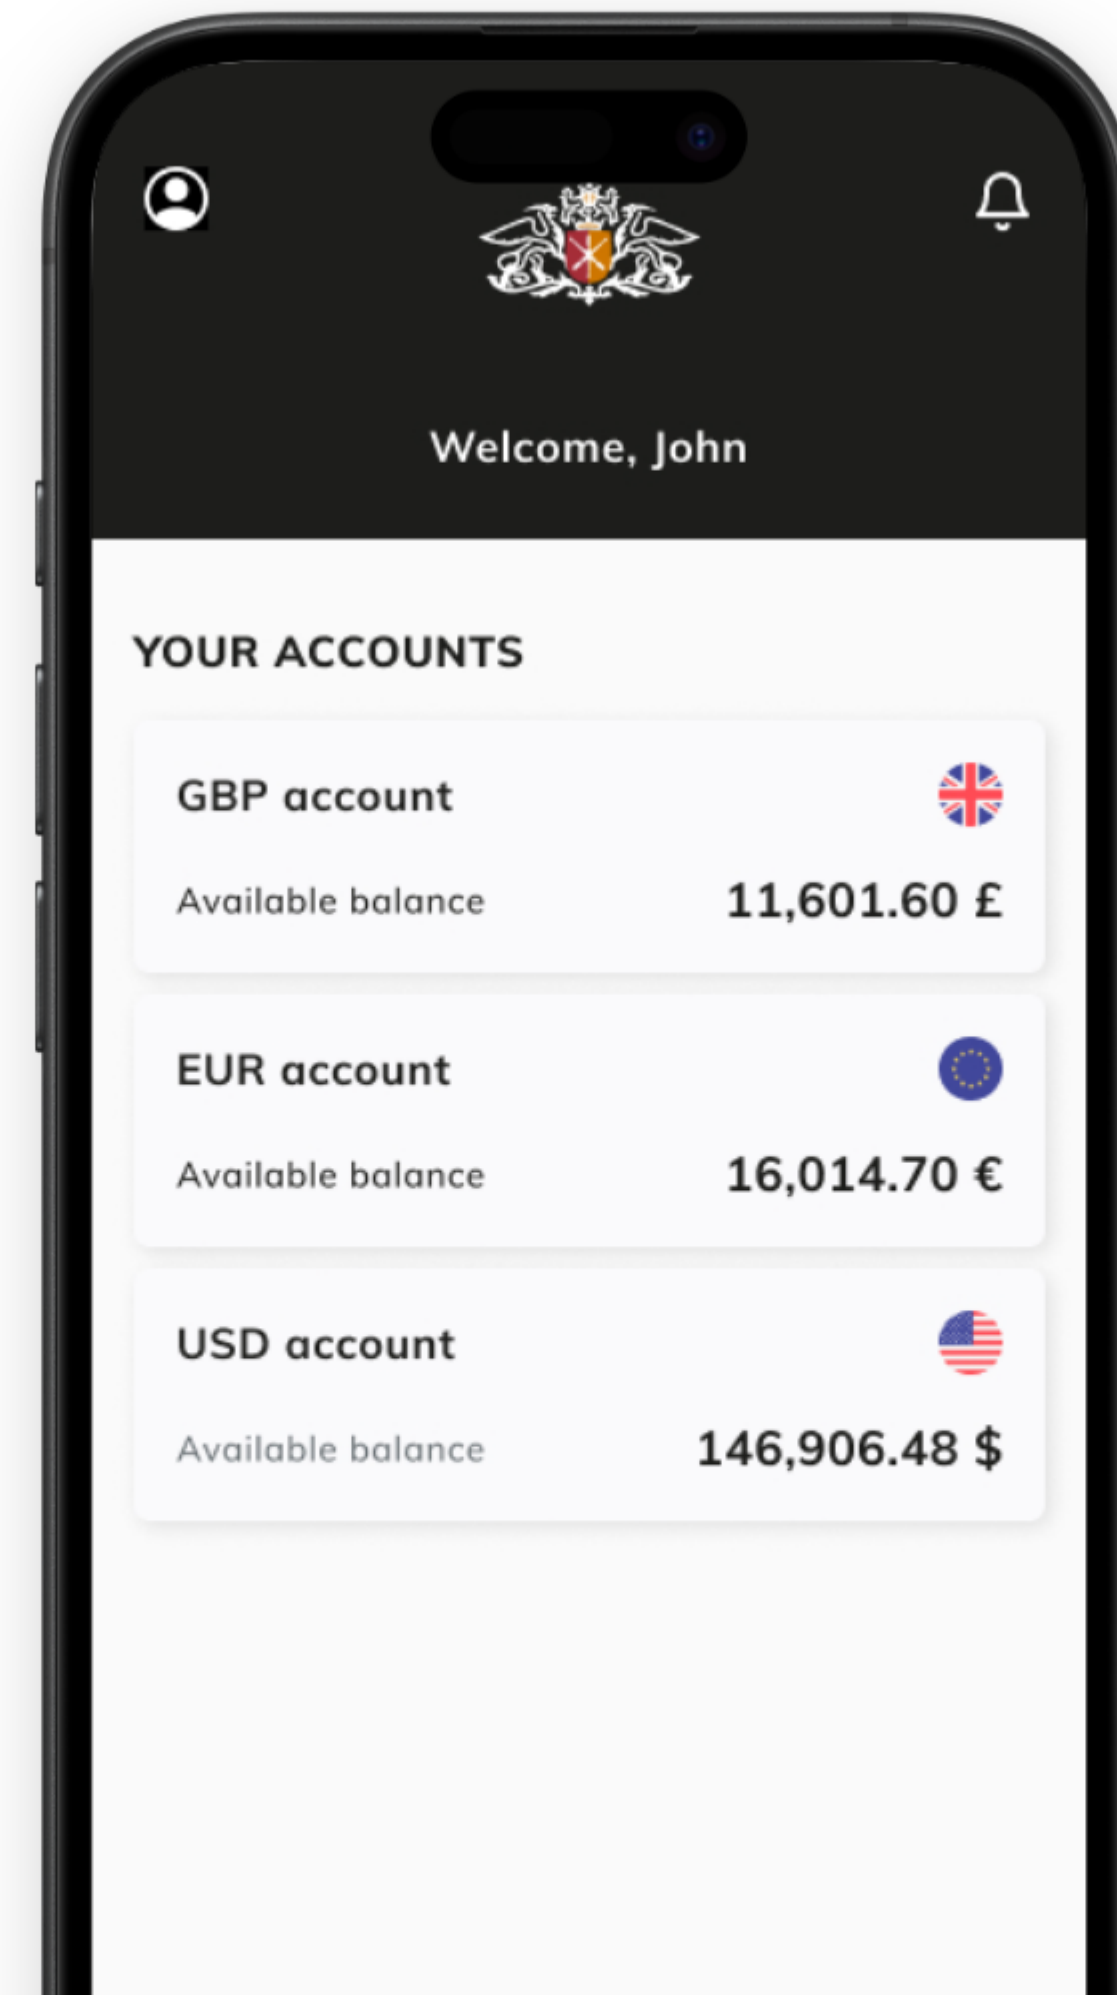 Welcome, John
YOUR ACCOUNTS
GBP account
Available balance 11,601.60 £
EUR account
Available balance 16,014.70 €
USD account
Available balance 146,906.48 $